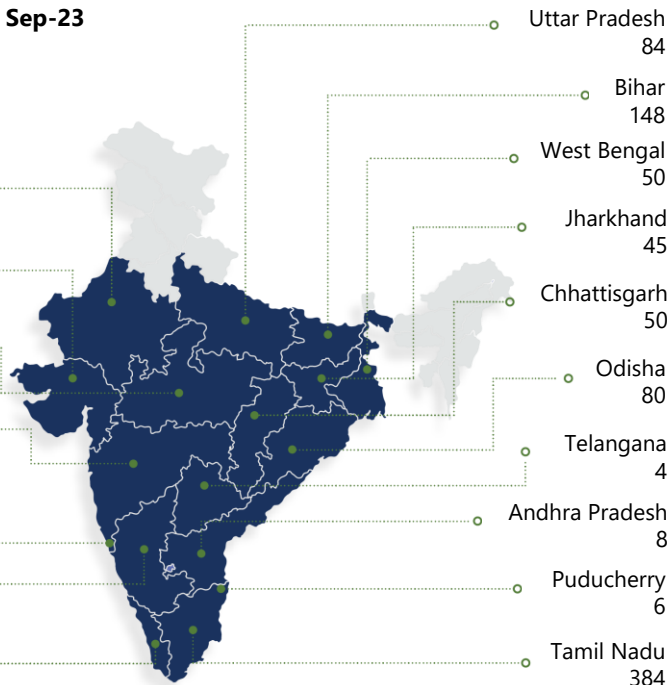 Sep-23
Uttar Pradesh
84
Bihar
148
West Bengal
50
Jharkhand
45
Chhattisgarh
50
Odisha
80
Telangana
4
Andhra Pradesh
8
Puducherry
6
Tamil Nadu
384